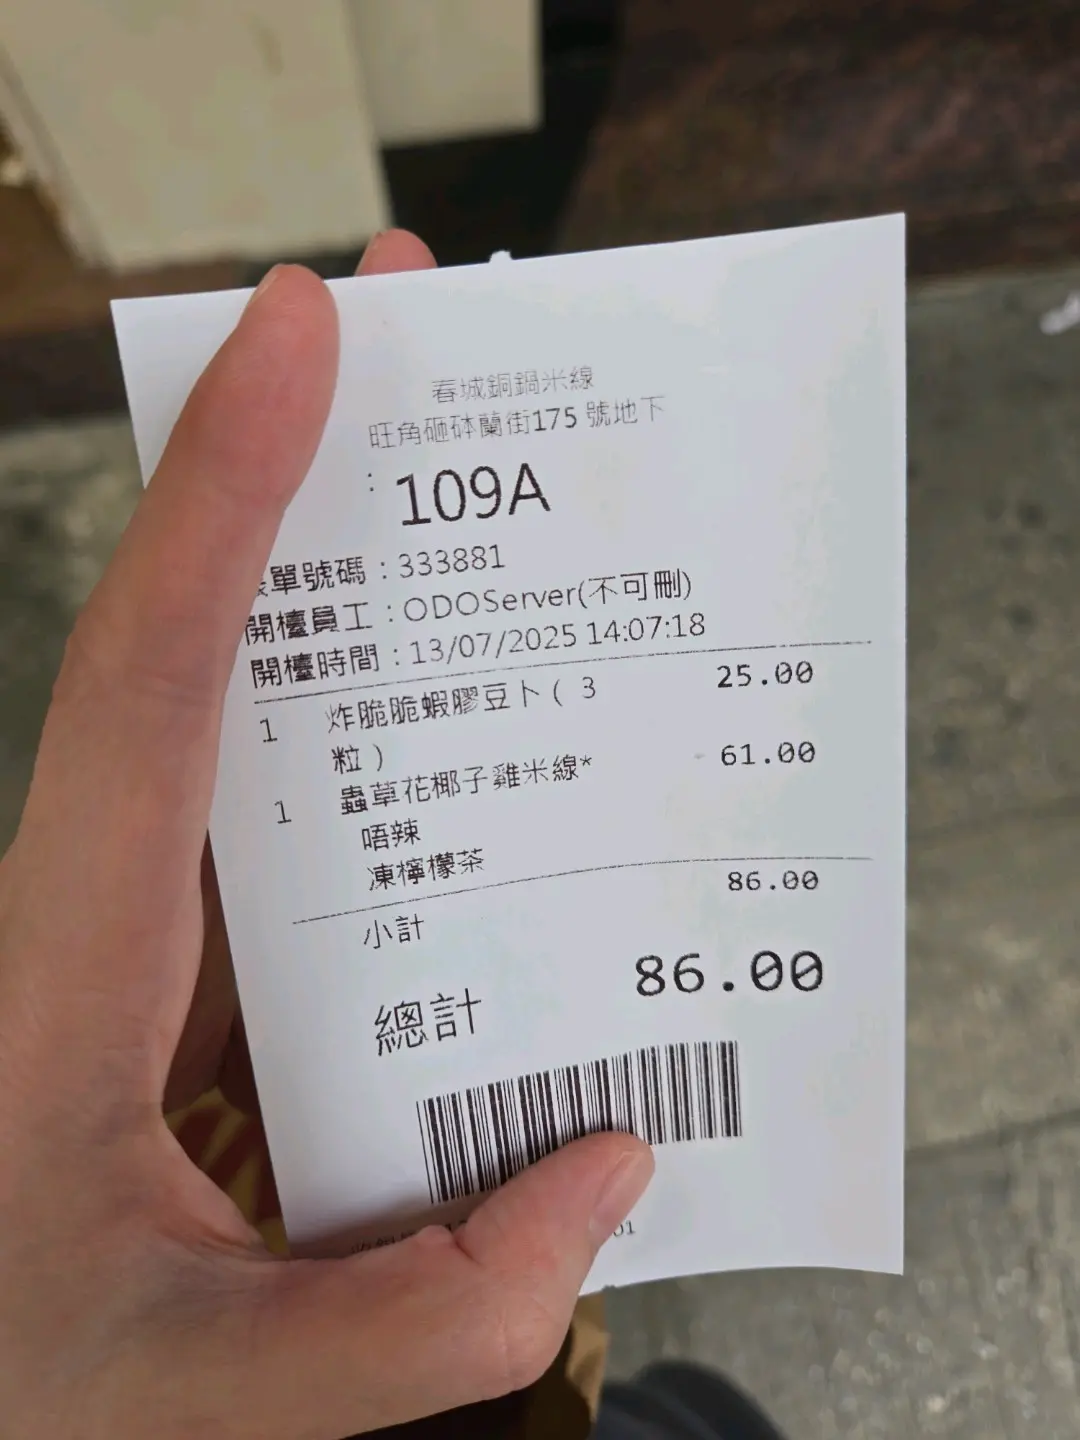 春城銅鍋米線
旺角砸砵蘭街175 號地下
: 109A
單號碼 : 333881
開檯員工 : ODOServer(不可刪)
開檯時間 : 13/07/2025 14:07:18
1 炸脆脆蝦膠豆卜 ( 3 25.00
粒 )
1 蟲草花椰子雞米線* 61.00
唔辣
凍檸檬茶
小計 86.00
總計 86.00
01